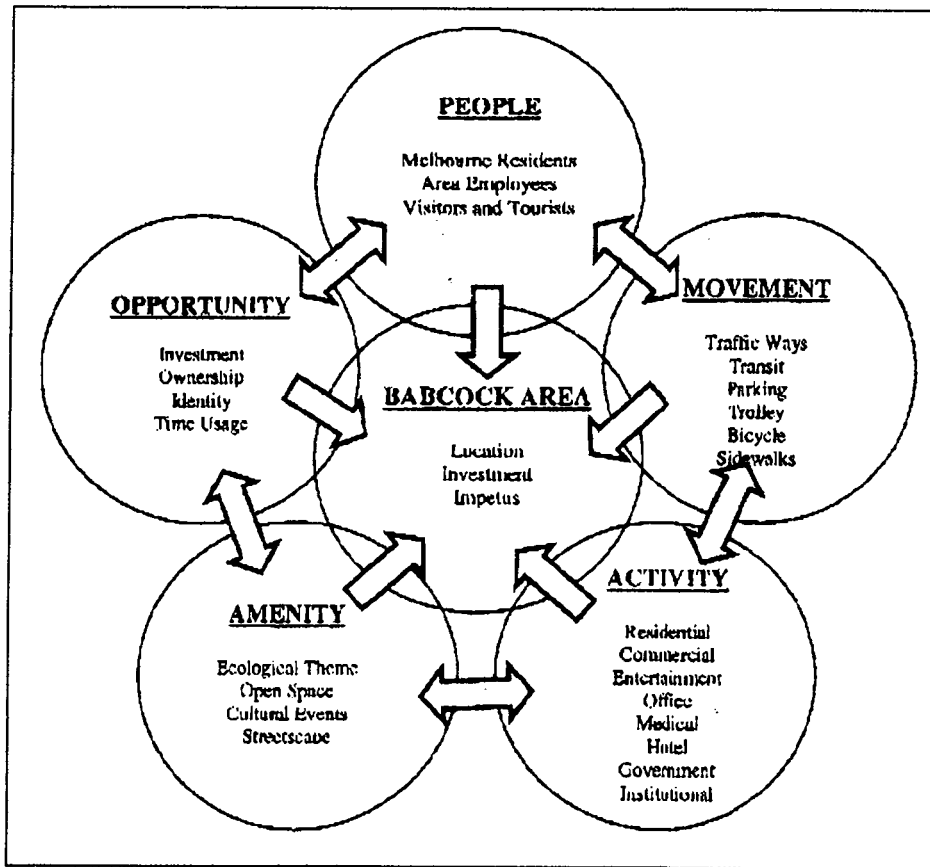 PEOPLE
Melbourne Residents
Area Employees
Visitors and Tourists
OPPORTUNITY
Investment
Ownership
Identity
Time Usage
MOVEMENT
Traffic Ways
Transit
Parking
Trolley
Bicycle
Sidewalks
BABCOCK AREA
Location
Investment
Impetus
AMENITY
Ecological Theme
Open Space
Cultural Events
Streetscape
ACTIVITY
Residential
Commercial
Entertainment
Office
Medical
Hotel
Government
Institutional